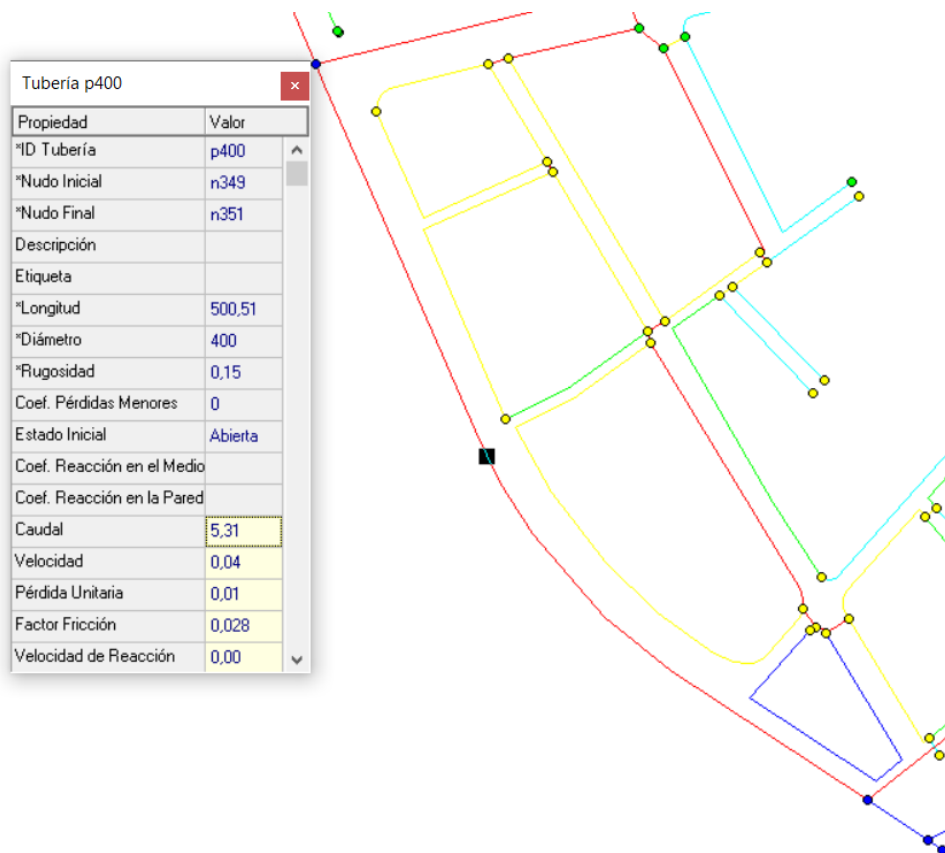 Tubería p400
Propiedad Valor
*ID Tubería p400
*Nudo Inicial n349
*Nudo Final n351
Descripción
Etiqueta
*Longitud 500,51
*Diámetro 400
*Rugosidad 0,15
Coef. Pérdidas Menores 0
Estado Inicial Abierta
Coef. Reacción en el Medio
Coef. Reacción en la Pared
Caudal 5,31
Velocidad 0,04
Pérdida Unitaria 0,01
Factor Fricción 0,028
Velocidad de Reacción 0,00